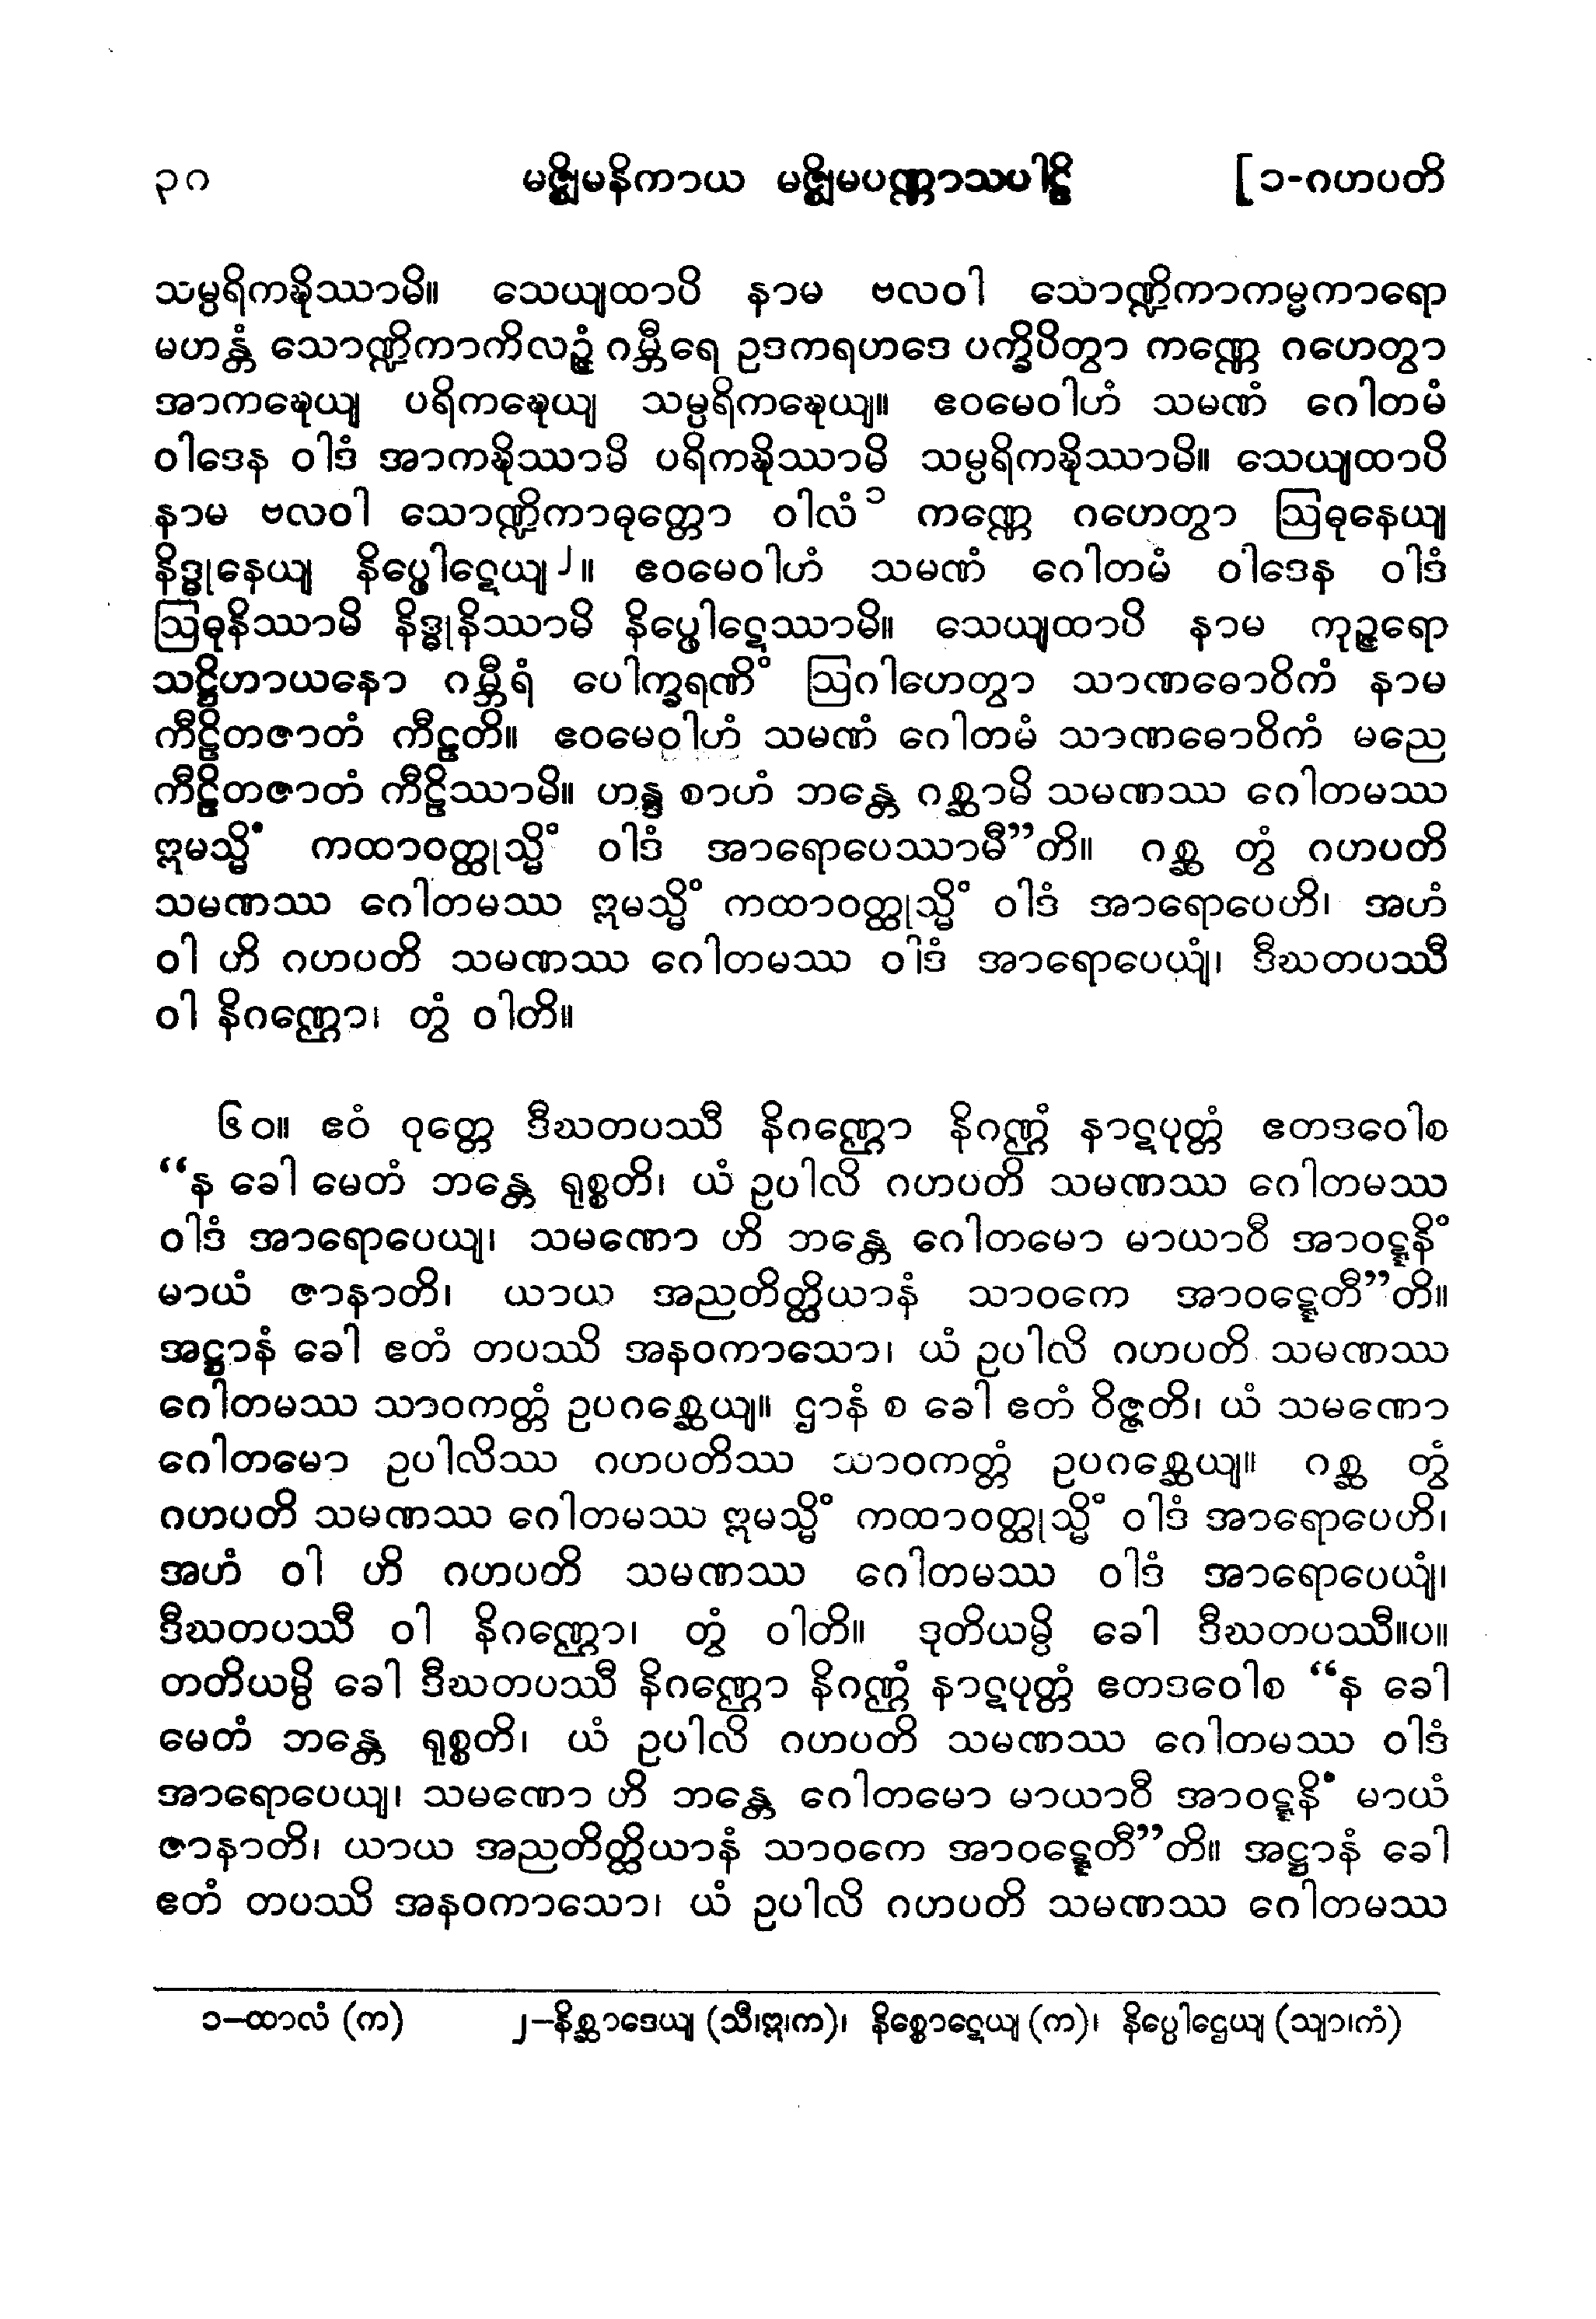 ၃ဂ မဇ္ဈိမနိကာယ မဇ္ဈိမပဏ္ဏာသပါဠိ [ ၁-ဂဟပတိ
သမ္ပရိကဍ္ဎိဿာမိ။ သေယျထာပိ နာမ ဗလဝါ သောဏ္ဍိကာကမ္မကာရော
မဟန္တံ သောဏ္ဍိကာကိလဉ္ဇံ ဂမ္ဘီရေ ဥဒကရဟဒေ ပက္ခိပိတွာ ကဏ္ဏေ ဂဟေတွာ
အာကဍ္ဎေယျ ပရိကဍ္ဎေယျ သမ္ပရိကဍ္ဎေယျ။ ဧဝမေဝါဟံ သမဏံ ဂေါတမံ
ဝါဒေန ဝါဒံ အာကဍ္ဎိဿာမိ ပရိကဍ္ဎိဿာမိ သမ္ပရိကဍ္ဎိဿာမိ။ သေယျထာပိ
နာမ ဗလဝါ သောဏ္ဍိကာဓုတ္တော ဝါလံ ၁ ကဏ္ဏေ ဂဟေတွာ ဩဓုနေယျ
နိဒ္ဓုနေယျ နိပ္ဖောဋေယျ ၂။ ဧဝမေဝါဟံ သမဏံ ဂေါတမံ ဝါဒေန ဝါဒံ
ဩဓုနိဿာမိ နိဒ္ဓုနိဿာမိ နိပ္ဖောဋေဿာမိ။ သေယျထာပိ နာမ ကုဉ္ဇရော
သဋ္ဌိဟာယနော ဂမ္ဘီရံ ပေါက္ခရဏိံ ဩဂါဟေတွာ သာဏဓောဝိကံ နာမ
ကီဠိတဇာတံ ကီဠတိ။ ဧဝမေဝါဟံ သမဏံ ဂေါတမံ သာဏဓောဝိကံ မညေ
ကီဠိတဇာတံ ကီဠိဿာမိ။ ဟန္ဒ စာဟံ ဘန္တေ ဂစ္ဆာမိ သမဏဿ ဂေါတမဿ
ဣမသ္မိံ ကထာဝတ္ထုသ္မိံ ဝါဒံ အာရောပေဿာမီ”တိ။ ဂစ္ဆ တွံ ဂဟပတိ
သမဏဿ ဂေါတမဿ ဣမသ္မိံ ကထာဝတ္ထုသ္မိံ ဝါဒံ အာရောပေဟိ၊ အဟံ
ဝါ ဟိ ဂဟပတိ သမဏဿ ဂေါတမဿ ဝါဒံ အာရောပေယျံ၊ ဒီဃတပဿီ
ဝါ နိဂဏ္ဌော၊ တွံ ဝါတိ။
၆ဝ။ ဧဝံ ဝုတ္တေ ဒီဃတပဿီ နိဂဏ္ဌော နိဂဏ္ဌံ နာဋပုတ္တံ ဧတဒဝေါစ
“န ခေါ မေတံ ဘန္တေ ရုစ္စတိ၊ ယံ ဥပါလိ ဂဟပတိ သမဏဿ ဂေါတမဿ
ဝါဒံ အာရောပေယျ၊ သမဏော ဟိ ဘန္တေ ဂေါတမော မာယာဝီ အာဝဋ္ဋနိံ
မာယံ ဇာနာတိ၊ ယာယ အညတိတ္ထိယာနံ သာဝကေ အာဝဋ္ဋေတီ”တိ။
အဋ္ဌာနံ ခေါ ဧတံ တပဿိ အနဝကာသော၊ ယံ ဥပါလိ ဂဟပတိ သမဏဿ
ဂေါတမဿ သာဝကတ္တံ ဥပဂစ္ဆေယျ။ ဌာနံ စ ခေါ ဧတံ ဝိဇ္ဇတိ၊ ယံ သမဏော
ဂေါတမော ဥပါလိဿ ဂဟပတိဿ သာဝကတ္တံ ဥပဂစ္ဆေယျ။ ဂစ္ဆ တွံ
ဂဟပတိ သမဏဿ ဂေါတမဿ ဣမသ္မိံ ကထာဝတ္ထုသ္မိံ ဝါဒံ အာရောပေဟိ၊
အဟံ ဝါ ဟိ ဂဟပတိ သမဏဿ ဂေါတမဿ ဝါဒံ အာရောပေယျံ၊
ဒီဃတပဿီ ဝါ နိဂဏ္ဌော၊ တွံ ဝါတိ။ ဒုတိယမ္ပိ ခေါ ဒီဃတပဿီ။ပ။
တတိယမ္ပိ ခေါ ဒီဃတပဿီ နိဂဏ္ဌော နိဂဏ္ဌံ နာဋပုတ္တံ ဧတဒဝေါစ “န ခေါ
မေတံ ဘန္တေ ရုစ္စတိ၊ ယံ ဥပါလိ ဂဟပတိ သမဏဿ ဂေါတမဿ ဝါဒံ
အာရောပေယျ၊ သမဏော ဟိ ဘန္တေ ဂေါတမော မာယာဝီ အာဝဋ္ဋနိံ မာယံ
ဇာနာတိ၊ ယာယ အညတိတ္ထိယာနံ သာဝကေ အာဝဋ္ဋေတီ”တိ။ အဋ္ဌာနံ ခေါ
ဧတံ တပဿိ အနဝကာသော၊ ယံ ဥပါလိ ဂဟပတိ သမဏဿ ဂေါတမဿ
၁–ထာလံ (က) ၂–နိစ္ဆာဒေယျ (သီ၊ဣ၊က)၊ နိစ္စောဋေယျ (က)၊ နိပ္ပေါဌေယျ (သျာ၊ကံ)